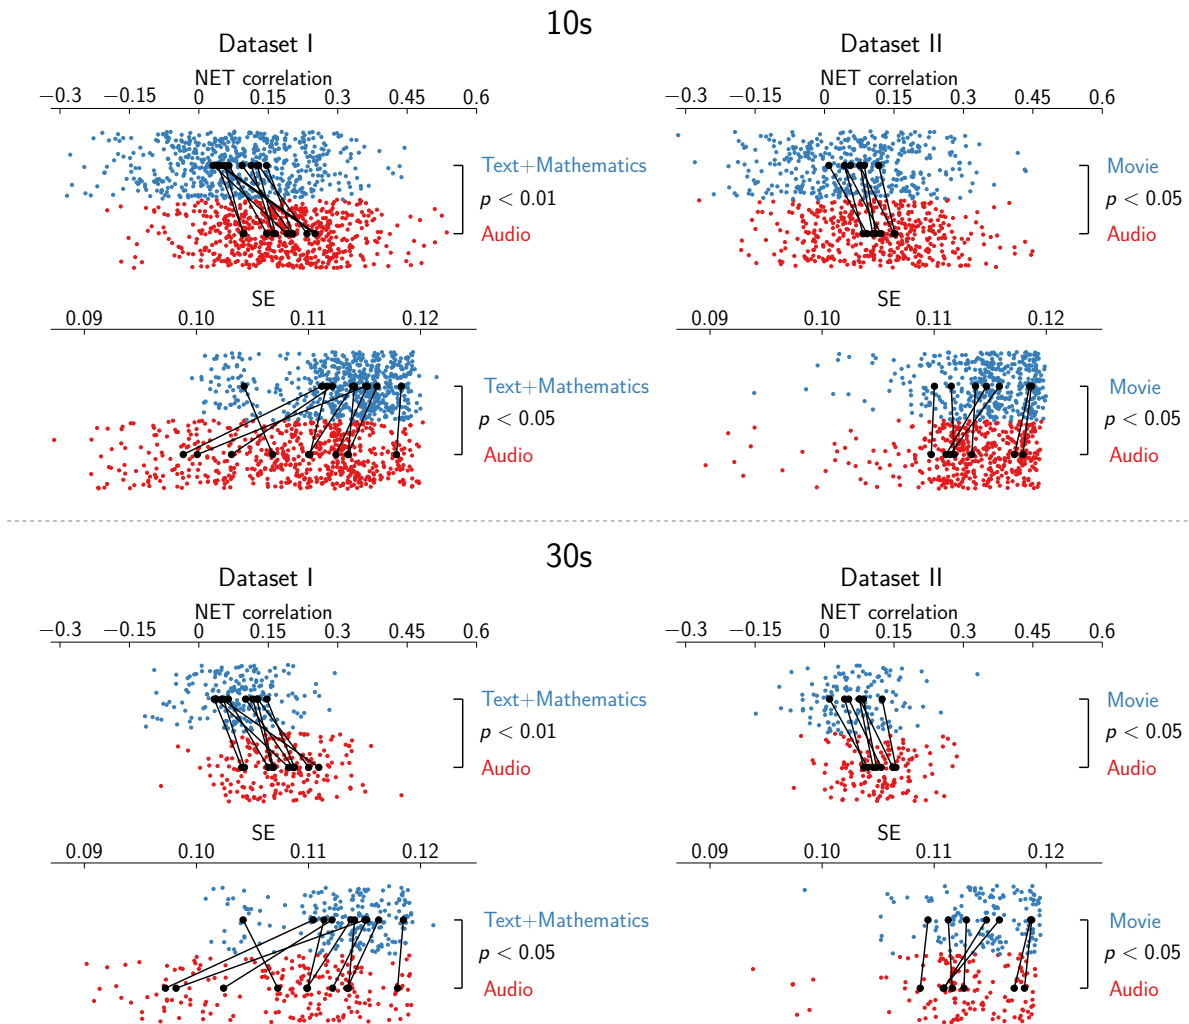 10s
Dataset I
NET correlation
−0.3 −0.15 0 0.15 0.3 0.45 0.6
Text+Mathematics
p < 0.01
Audio
SE
0.09 0.10 0.11 0.12
Text+Mathematics
p < 0.05
Audio
Dataset II
NET correlation
−0.3 −0.15 0 0.15 0.3 0.45 0.6
Movie
p < 0.05
Audio
SE
0.09 0.10 0.11 0.12
Movie
p < 0.05
Audio
30s
Dataset I
NET correlation
−0.3 −0.15 0 0.15 0.3 0.45 0.6
Text+Mathematics
p < 0.01
Audio
SE
0.09 0.10 0.11 0.12
Text+Mathematics
p < 0.05
Audio
Dataset II
NET correlation
−0.3 −0.15 0 0.15 0.3 0.45 0.6
Movie
p < 0.05
Audio
SE
0.09 0.10 0.11 0.12
Movie
p < 0.05
Audio